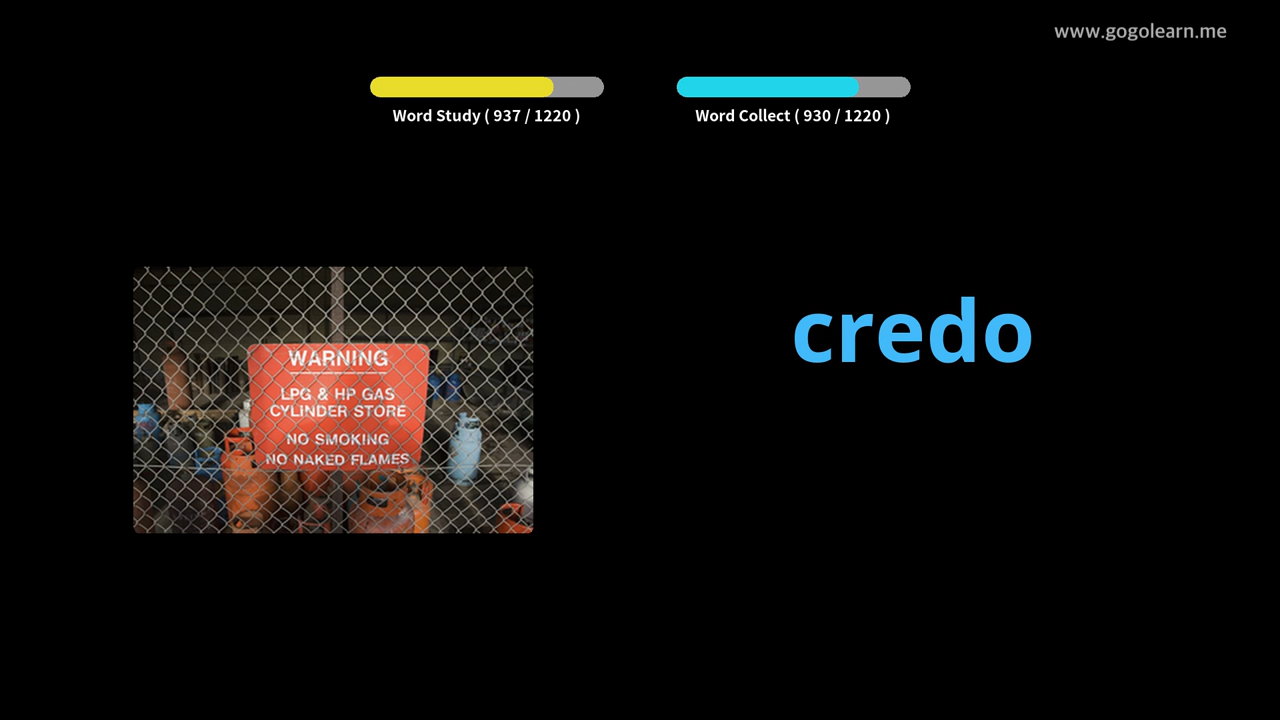 www.gogolearn.me
Word Study ( 937 / 1220 )
Word Collect ( 930 / 1220 )
WARNING
LPG & HP GAS
CYLINDER STORE
NO SMOKING
NO NAKED FLAMES
credo